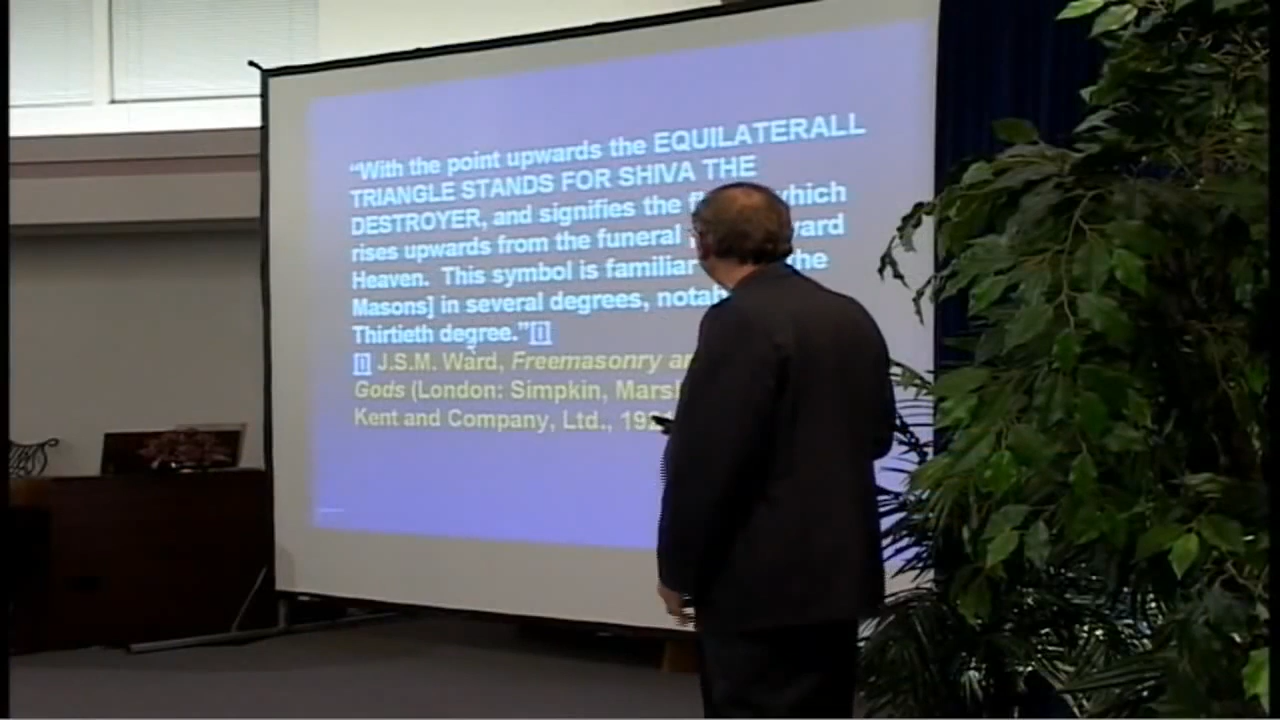 “With the point upwards the EQUILATERALL
TRIANGLE STANDS FOR SHIVA THE
DESTROYER, and signifies the which
rises upwards from the funeral
Heaven. This symbol is familiar the
Masons] in several degrees,
Thirtieth degree.”[]
[] J.S.M. Ward, Freemasonry
Gods (London: Simpkin,
Kent and Company, Ltd.,